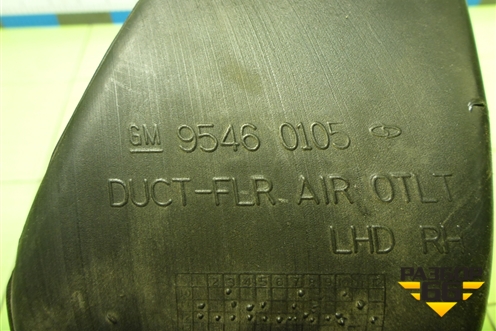 GM 9546 0105
DUCT-FLR AIR OTLT
LHD RH